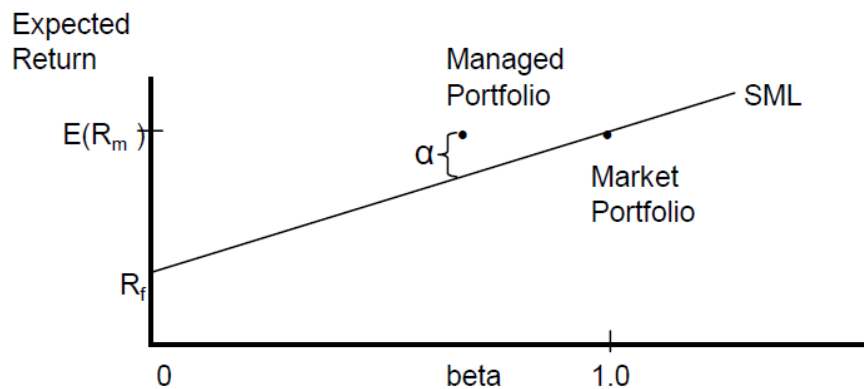 Expected
Return
Managed
Portfolio
SML
E(Rm)
α
Market
Portfolio
Rf
0
beta
1.0